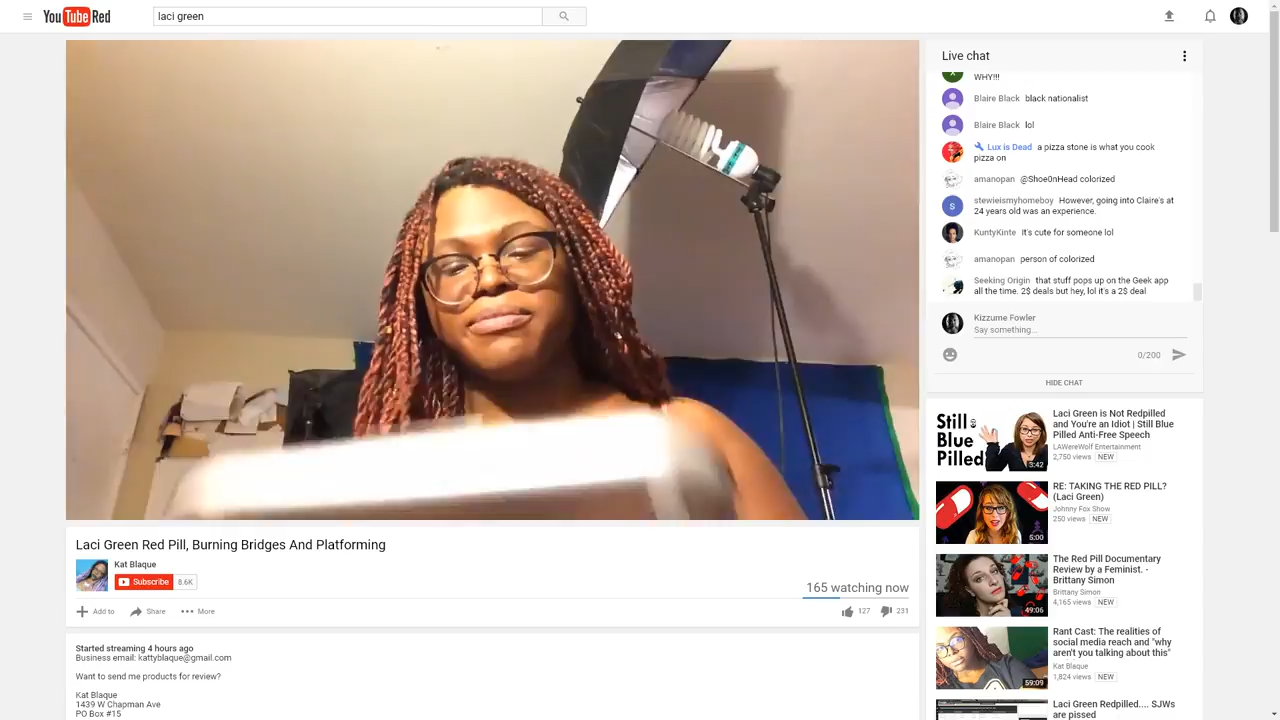 YouTube Red
laci green
Live chat
WHY!!!
Blaire Black black nationalist
Blaire Black lol
Lux is Dead a pizza stone is what you cook
pizza on
amanopan @Shoe0nHead colorized
stewieismyhomeboy However, going into Claire's at
24 years old was an experience.
KuntyKinte It's cute for someone lol
amanopan person of colorized
Seeking Origin that stuff pops up on the Geek app
all the time. 2$ deals but hey, lol it's a 2$ deal
Kizzume Fowler
Say something...
0/200
HIDE CHAT
Laci Green Red Pill, Burning Bridges And Platforming
Kat Blaque
Subscribe 8.6K
165 watching now
Add to Share More
127 231
Started streaming 4 hours ago
Business email: kattyblaque@gmail.com
Want to send me products for review?
Kat Blaque
1439 W Chapman Ave
PO Box #15
Still
Blue
Pilled
3:42
Laci Green is Not Redpilled
and You're an Idiot | Still Blue
Pilled Anti-Free Speech
LAWereWolf Entertainment
2,750 views NEW
5:00
RE: TAKING THE RED PILL?
(Laci Green)
Johnny Fox Show
250 views NEW
49:06
The Red Pill Documentary
Review by a Feminist. -
Brittany Simon
Brittany Simon
4,165 views NEW
59:09
Rant Cast: The realities of
social media reach and "why
aren't you talking about this"
Kat Blaque
1,824 views NEW
Laci Green Redpilled.... SJWs
are pissed